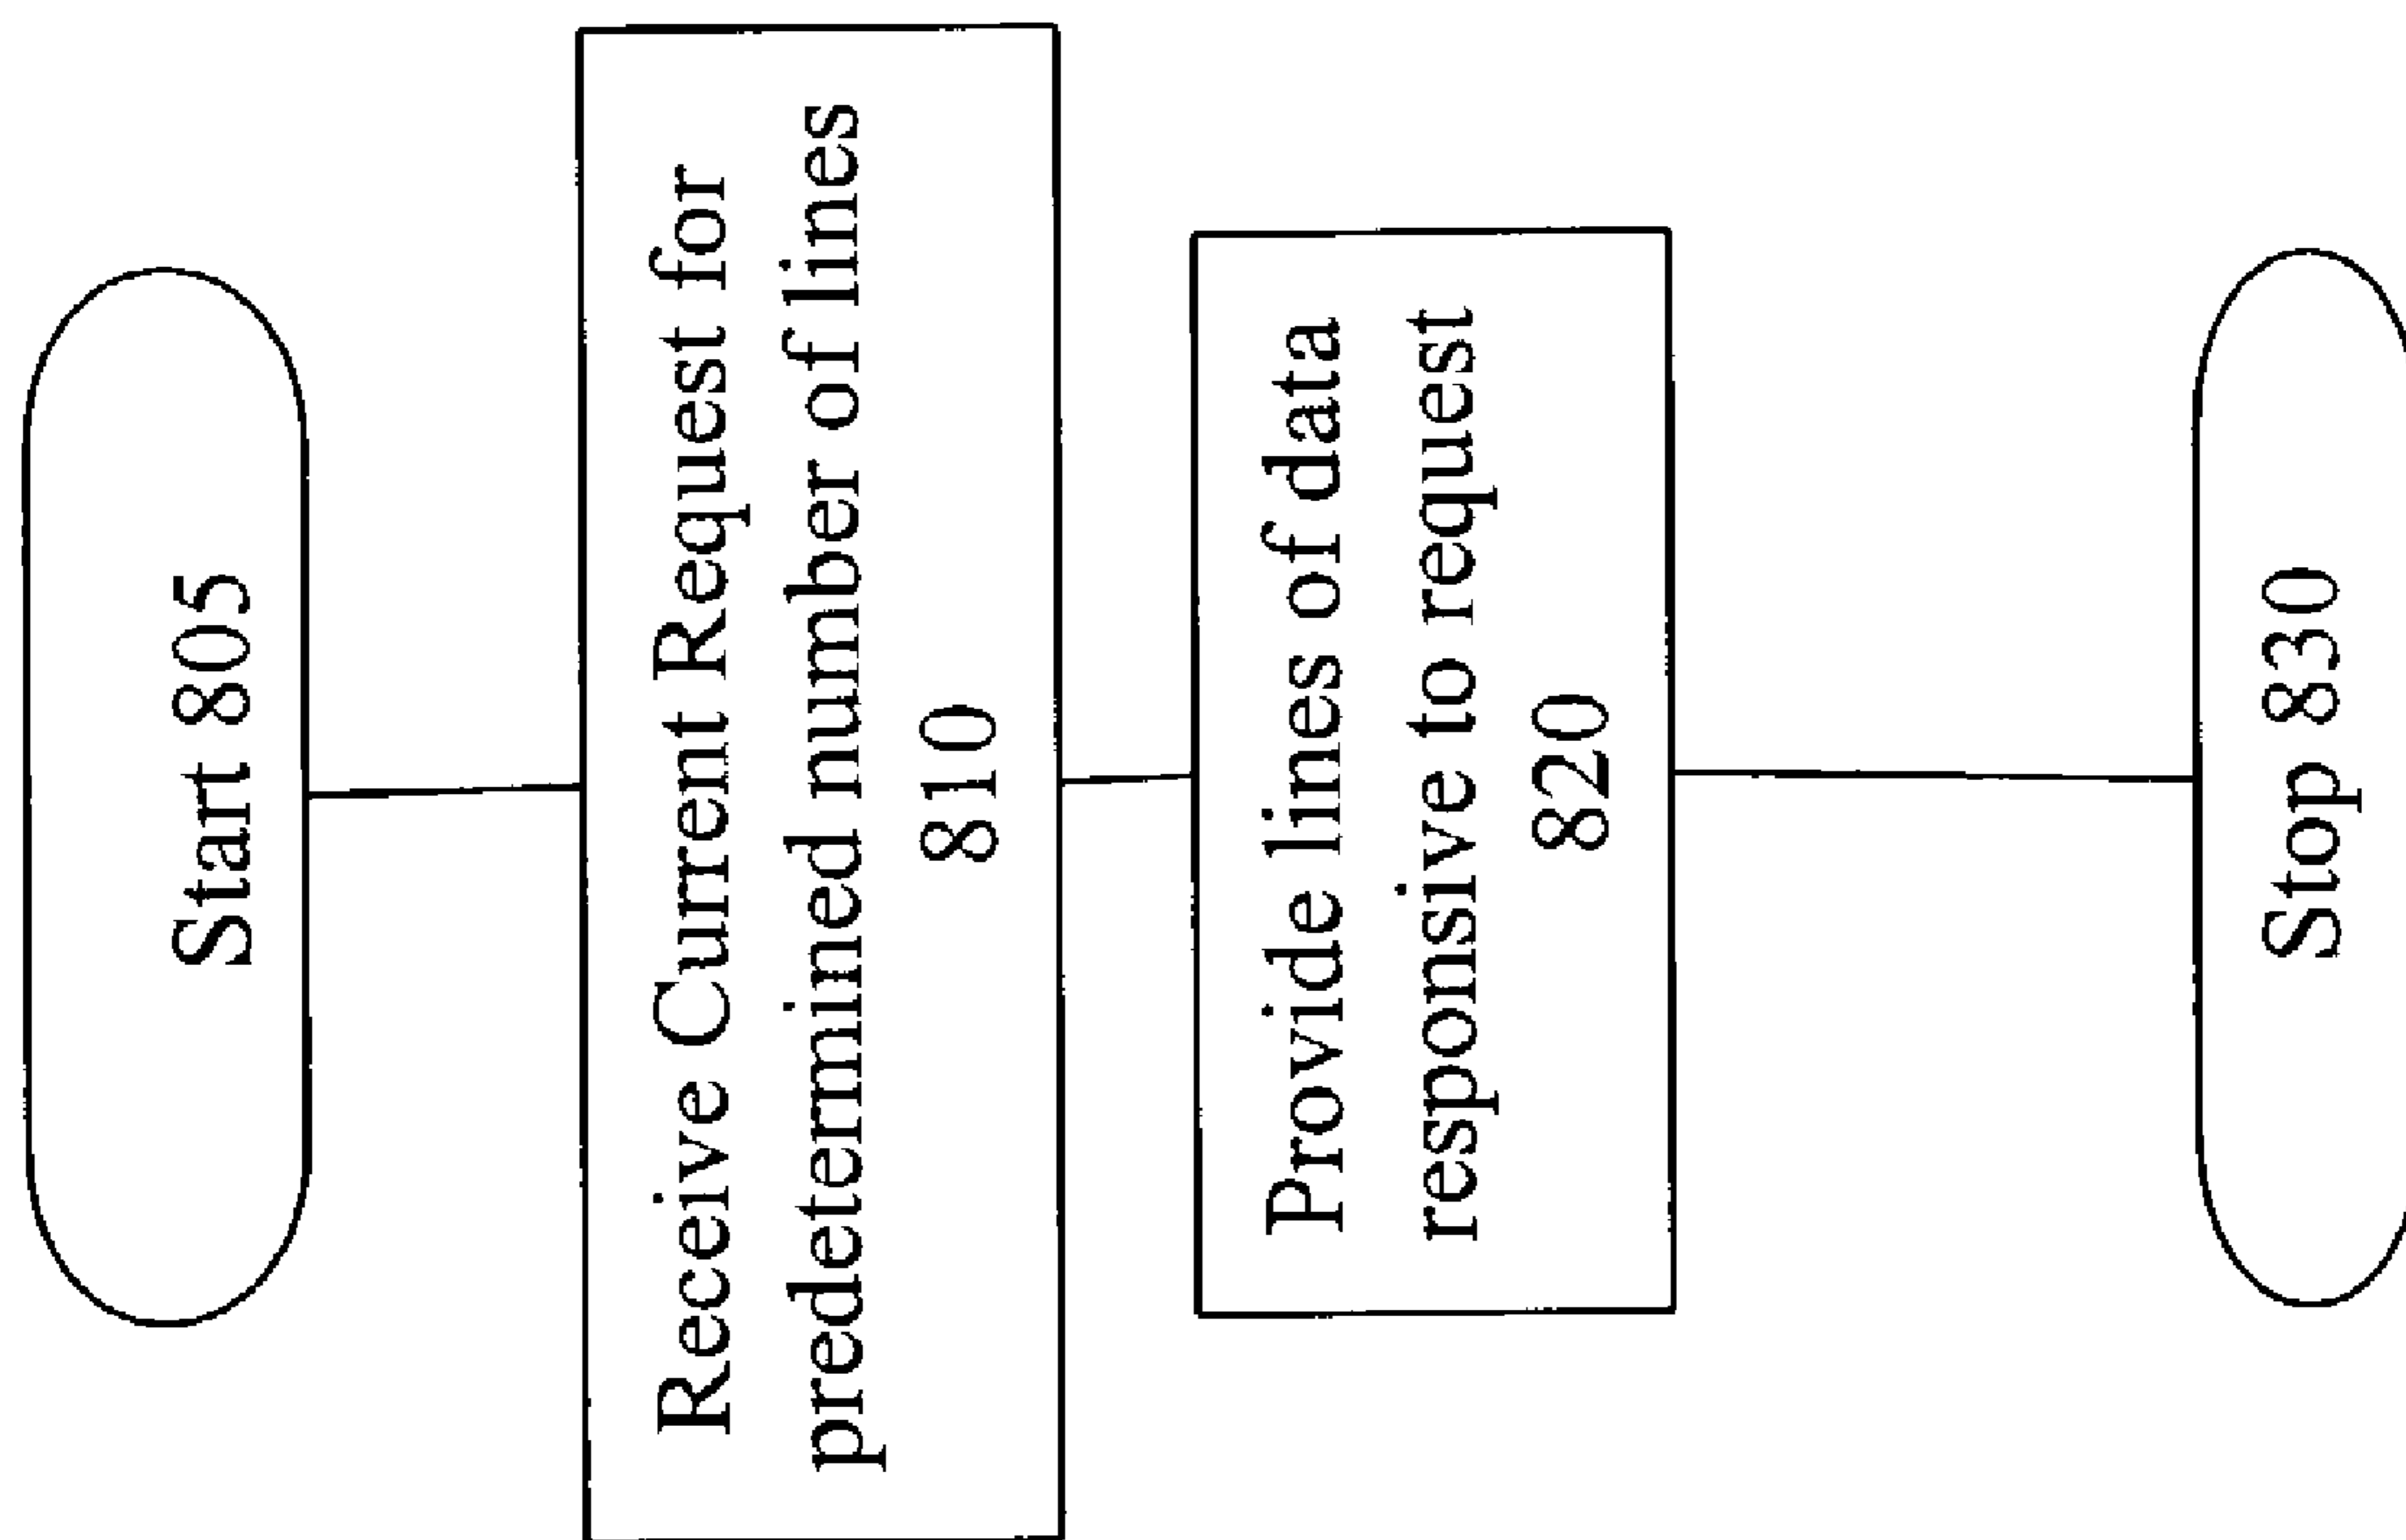 Start 805
Receive Current Request for
predetermined number of lines
810
Provide lines of data
responsive to request
820
Stop 830